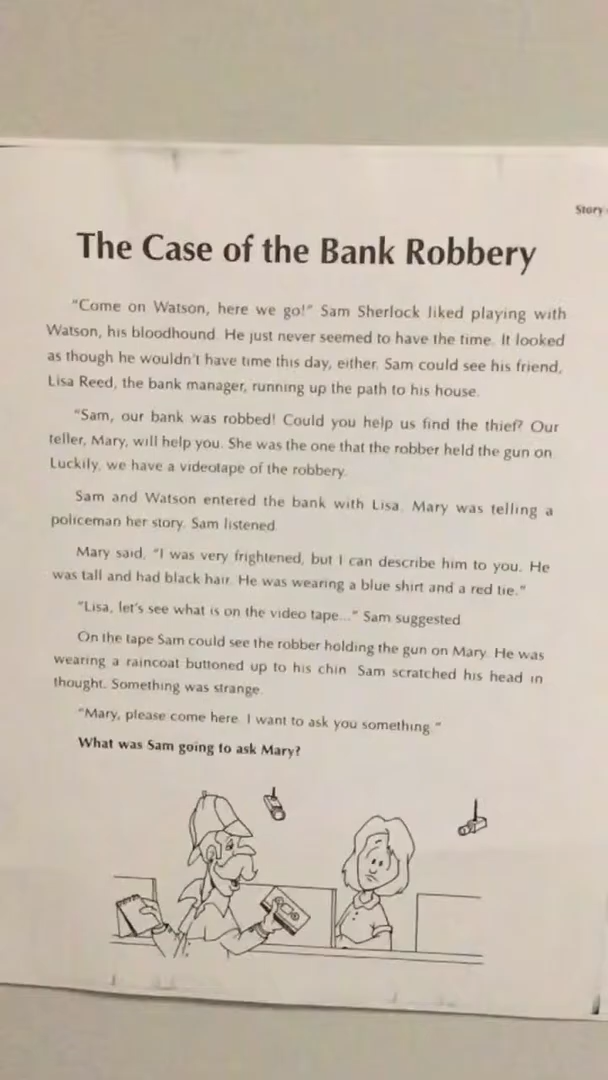 Story
The Case of the Bank Robbery
"Come on Watson, here we go!" Sam Sherlock liked playing with
Watson, his bloodhound. He just never seemed to have the time. It looked
as though he wouldn't have time this day, either. Sam could see his friend,
Lisa Reed, the bank manager, running up the path to his house.
"Sam, our bank was robbed! Could you help us find the thief? Our
teller, Mary, will help you. She was the one that the robber held the gun on.
Luckily, we have a videotape of the robbery.
Sam and Watson entered the bank with Lisa. Mary was telling a
policeman her story. Sam listened.
Mary said, "I was very frightened, but I can describe him to you. He
was tall and had black hair. He was wearing a blue shirt and a red tie."
"Lisa, let's see what is on the video tape..." Sam suggested.
On the tape Sam could see the robber holding the gun on Mary. He was
wearing a raincoat buttoned up to his chin. Sam scratched his head in
thought. Something was strange.
"Mary, please come here. I want to ask you something."
What was Sam going to ask Mary?